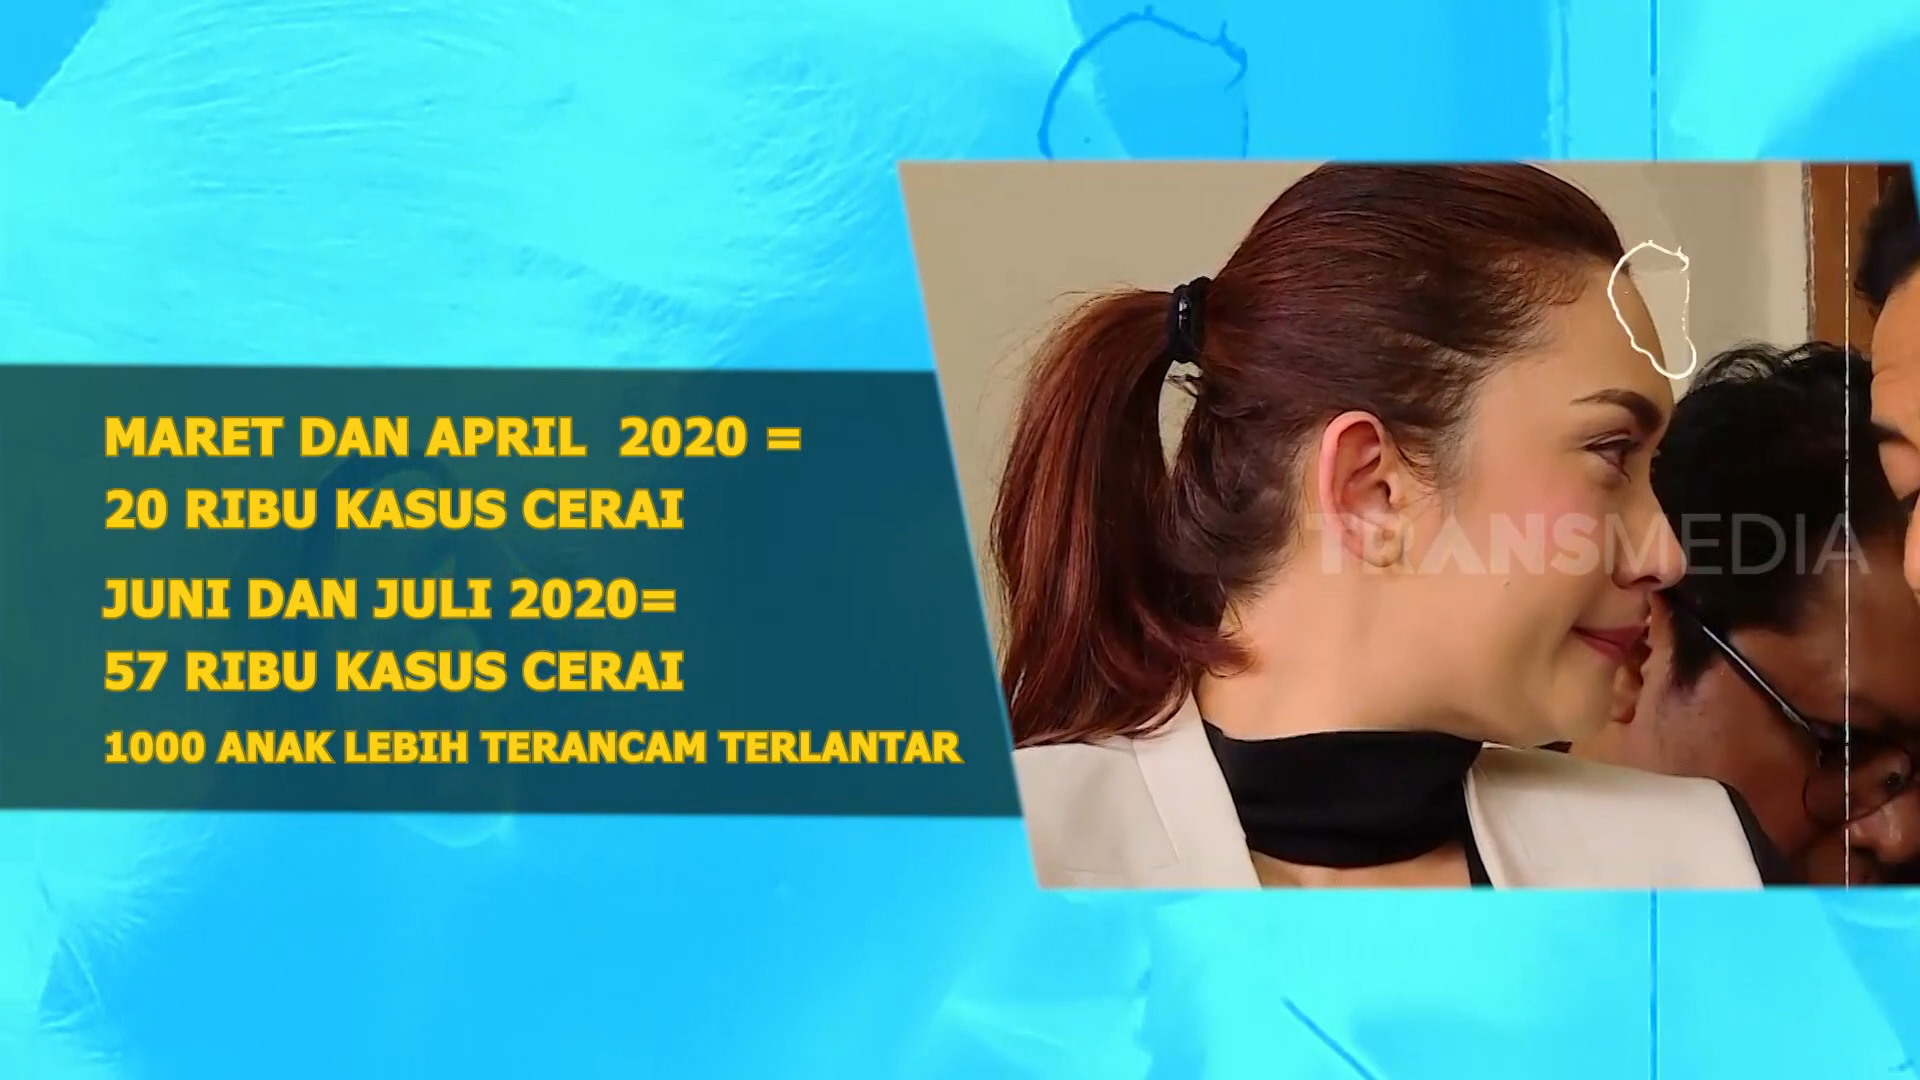 MARET DAN APRIL  2020 =
20 RIBU KASUS CERAI
JUNI DAN JULI 2020=
57 RIBU KASUS CERAI
1000 ANAK LEBIH TERANCAM TERLANTAR
TRANSMEDIA